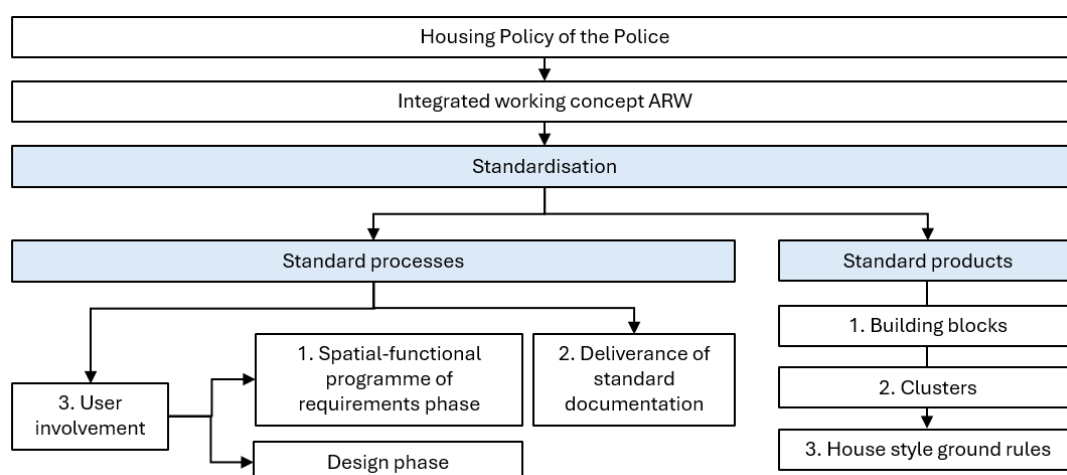 Housing Policy of the Police
Integrated working concept ARW
Standardisation
Standard processes
Standard products
1. Spatial-functional
programme of
requirements phase
2. Deliverance of
standard
documentation
3. User
involvement
Design phase
1. Building blocks
2. Clusters
3. House style ground rules